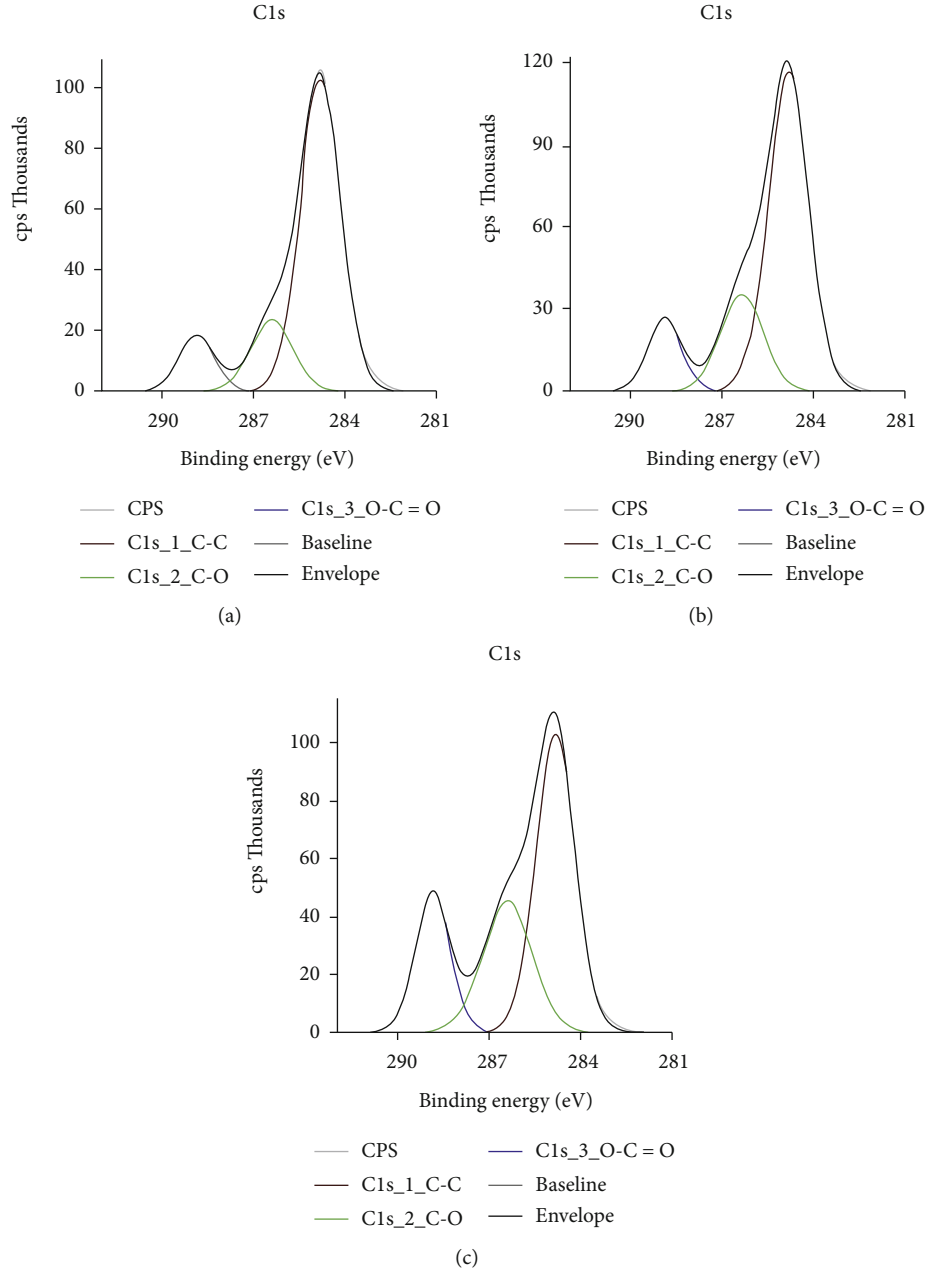 C1s
cps Thousands
100
80
60
40
20
0
290 287 284 281
Binding energy (eV)
CPS C1s_3_O-C = O
C1s_1_C-C Baseline
C1s_2_C-O Envelope
(a)
C1s
cps Thousands
120
90
60
30
0
290 287 284 281
Binding energy (eV)
CPS C1s_3_O-C = O
C1s_1_C-C Baseline
C1s_2_C-O Envelope
(b)
C1s
cps Thousands
100
80
60
40
20
0
290 287 284 281
Binding energy (eV)
CPS C1s_3_O-C = O
C1s_1_C-C Baseline
C1s_2_C-O Envelope
(c)